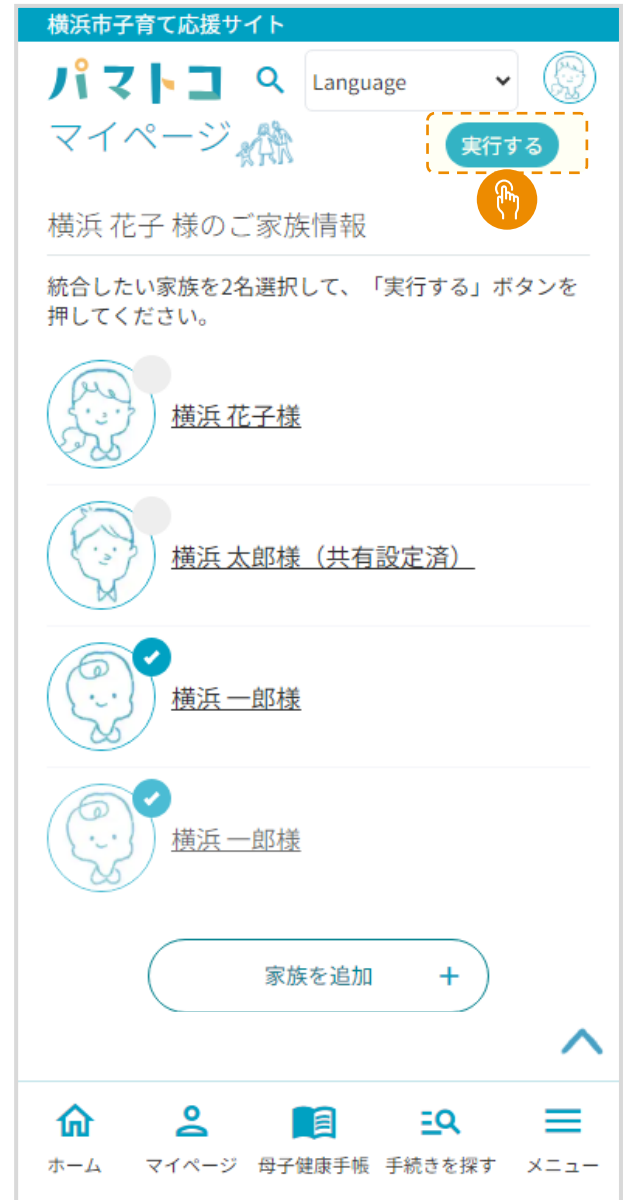 横浜市子育て応援サイト
パマトコ
Language
マイページ
実行する
横浜 花子 様のご家族情報
統合したい家族を2名選択して、「実行する」ボタンを
押してください。
横浜 花子様
横浜 太郎様（共有設定済）
横浜 一郎様
横浜 一郎様
家族を追加 +
ホーム マイページ 母子健康手帳 手続きを探す メニュー